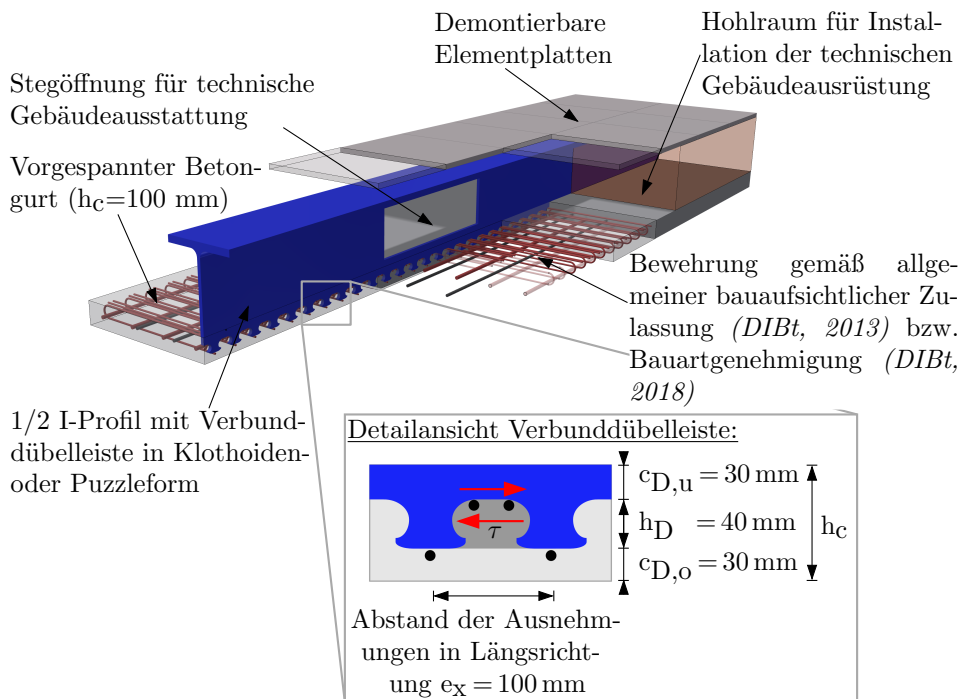 Demontierbare
Elementplatten
Hohlraum für Instal-
lation der technischen
Gebäudeausrüstung
Stegöffnung für technische
Gebäudeausstattung
Vorgespannter Beton-
gurt (hc=100 mm)
Bewehrung gemäß allge-
meiner bauaufsichtlicher Zu-
lassung (DIBt, 2013) bzw.
Bauartgenehmigung (DIBt,
2018)
1/2 I-Profil mit Verbund-
dübelleiste in Klothoiden-
oder Puzzleform
Detailansicht Verbunddübelleiste:
cD,u = 30 mm
hD = 40 mm
hc
τ
cD,o = 30 mm
Abstand der Ausnehm-
ungen in Längsricht-
ung ex = 100 mm